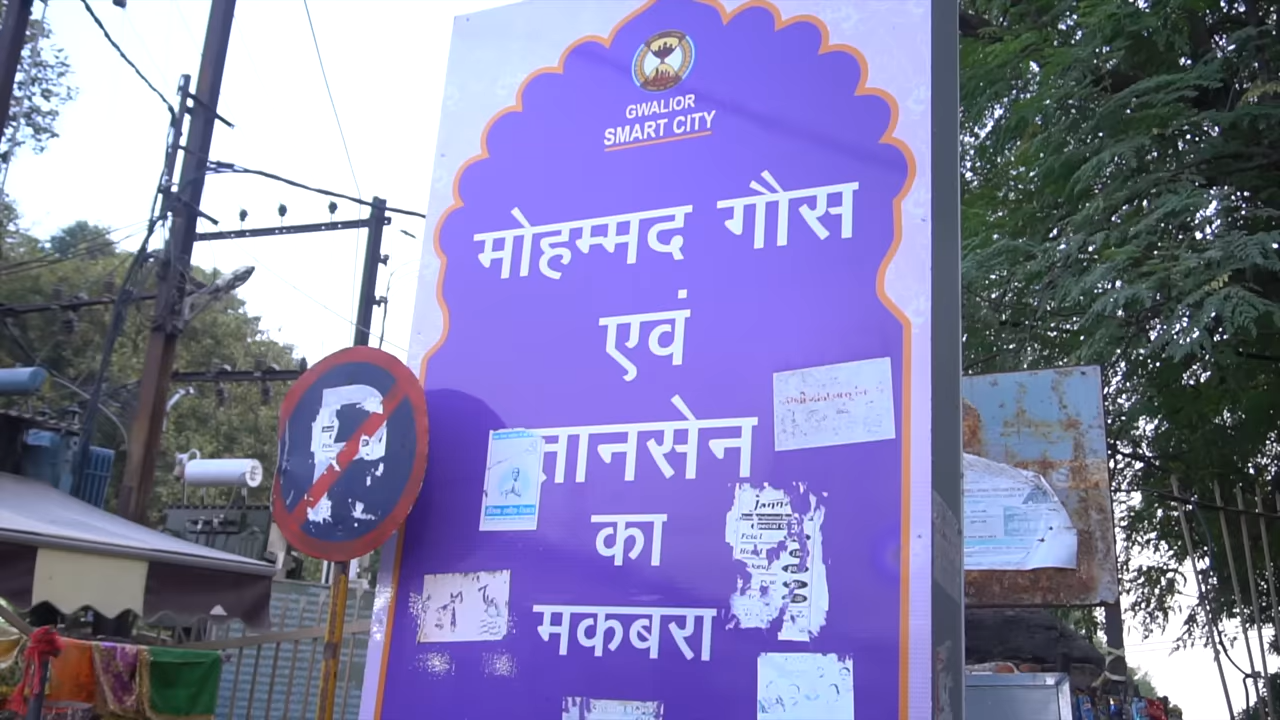 GWALIOR
SMART CITY
मोहम्मद गौस
एवं
तानसेन
का
मकबरा